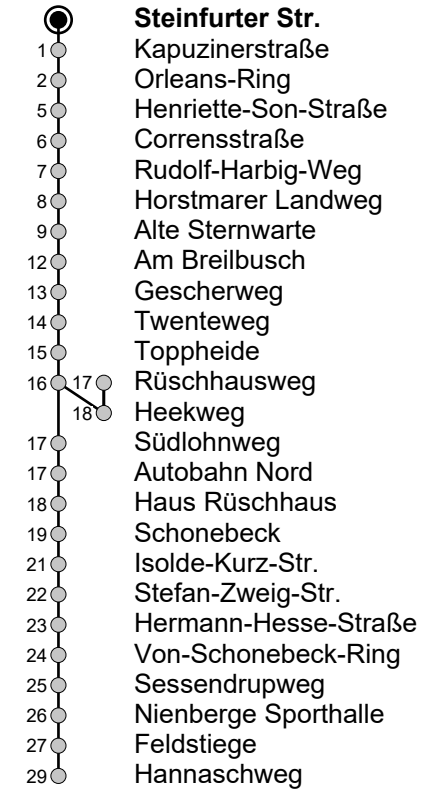 Steinfurter Str.
1 Kapuzinerstraße
2 Orleans-Ring
5 Henriette-Son-Straße
6 Corrensstraße
7 Rudolf-Harbig-Weg
8 Horstmarer Landweg
9 Alte Sternwarte
12 Am Breilbusch
13 Gescherweg
14 Twenteweg
15 Toppheide
16 17 Rüschhausweg
18 Heekweg
17 Südlohnweg
17 Autobahn Nord
18 Haus Rüschhaus
19 Schonebeck
21 Isolde-Kurz-Str.
22 Stefan-Zweig-Str.
23 Hermann-Hesse-Straße
24 Von-Schonebeck-Ring
25 Sessendrupweg
26 Nienberge Sporthalle
27 Feldstiege
29 Hannaschweg